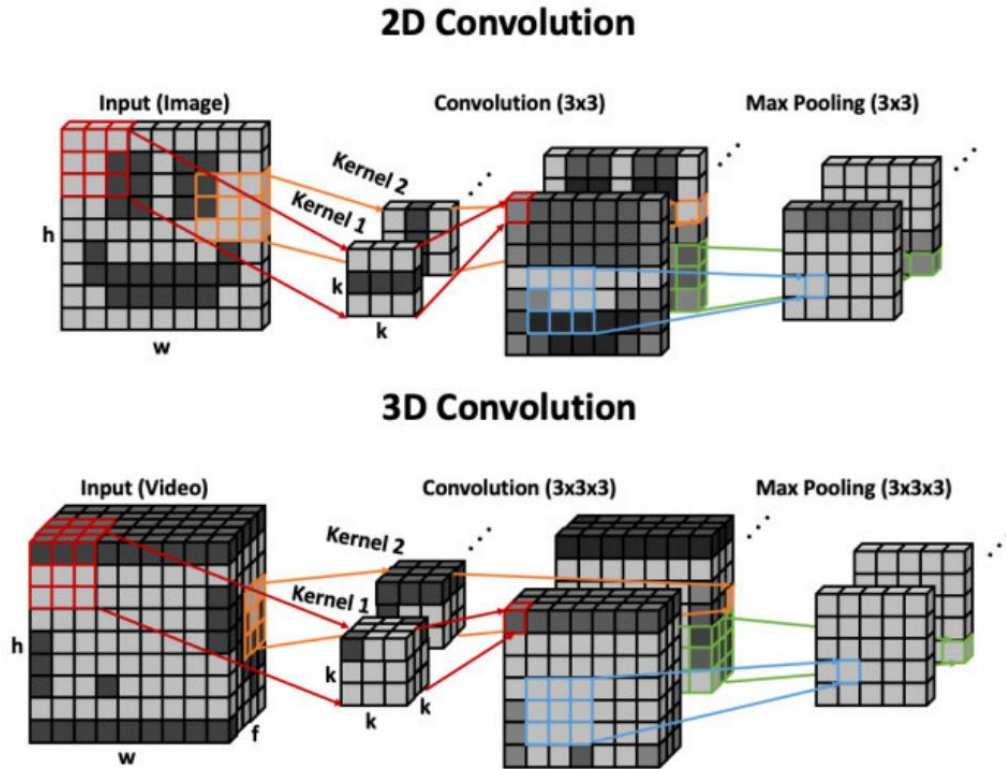 2D Convolution
Input (Image)
Convolution (3x3)
Max Pooling (3x3)
Kernel 2
Kernel 1
h
k
k
w
3D Convolution
Input (Video)
Convolution (3x3x3)
Max Pooling (3x3x3)
Kernel 2
Kernel 1
h
k
k
k
f
w